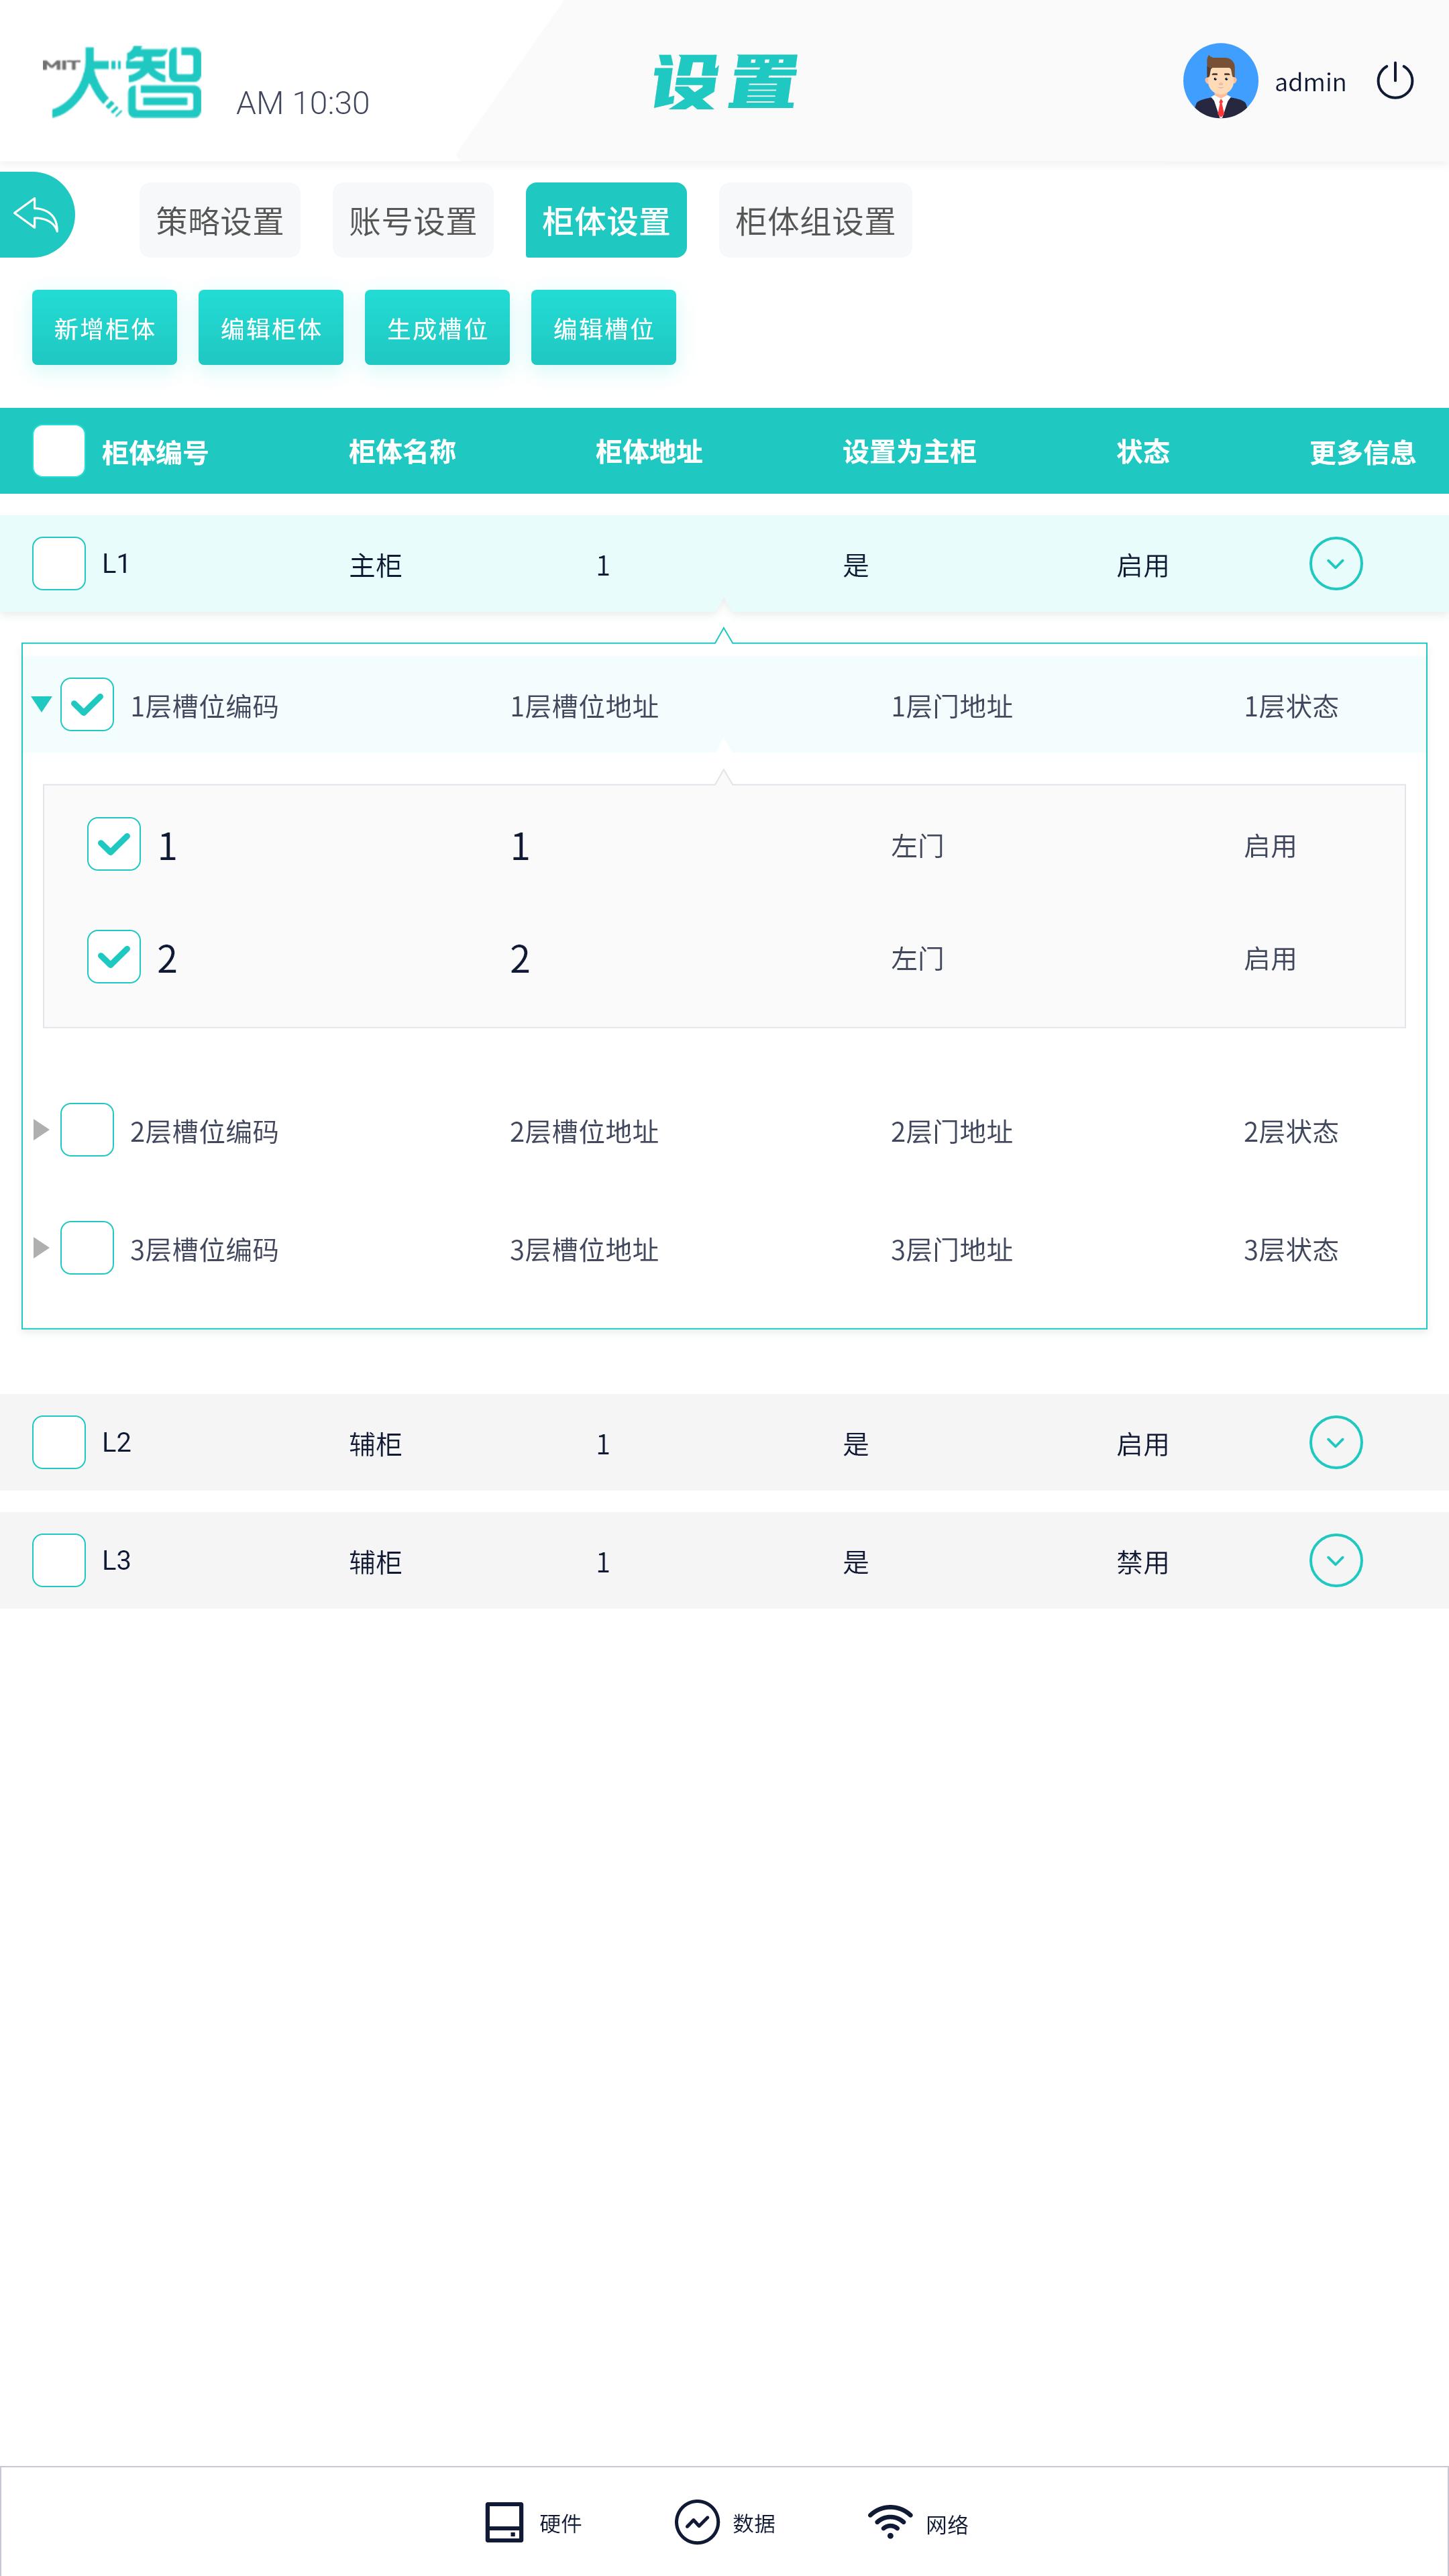 MIT大智
AM 10:30
设置
admin
策略设置 账号设置 柜体设置 柜体组设置
新增柜体 编辑柜体 生成槽位 编辑槽位
柜体编号 柜体名称 柜体地址 设置为主柜 状态 更多信息
L1 主柜 1 是 启用
1层槽位编码 1层槽位地址 1层门地址 1层状态
1 1 左门 启用
2 2 左门 启用
2层槽位编码 2层槽位地址 2层门地址 2层状态
3层槽位编码 3层槽位地址 3层门地址 3层状态
L2 辅柜 1 是 启用
L3 辅柜 1 是 禁用
硬件 数据 网络